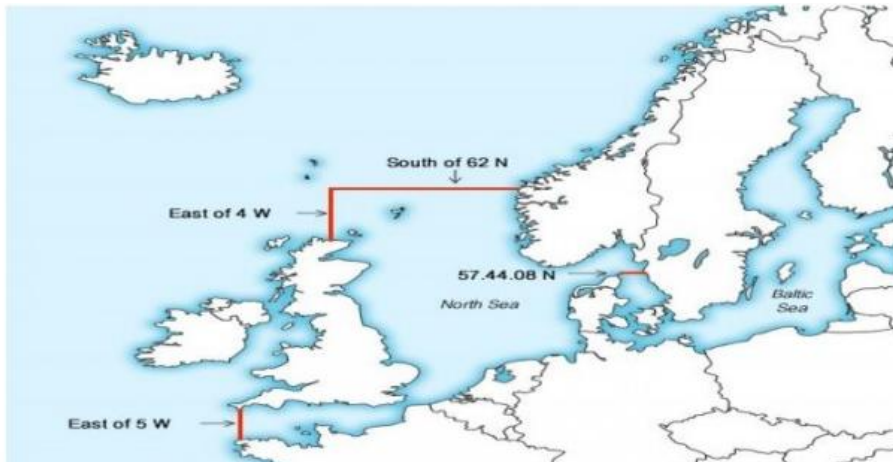 South of 62 N
East of 4 W
57.44.08 N
North Sea
Baltic
Sea
East of 5 W